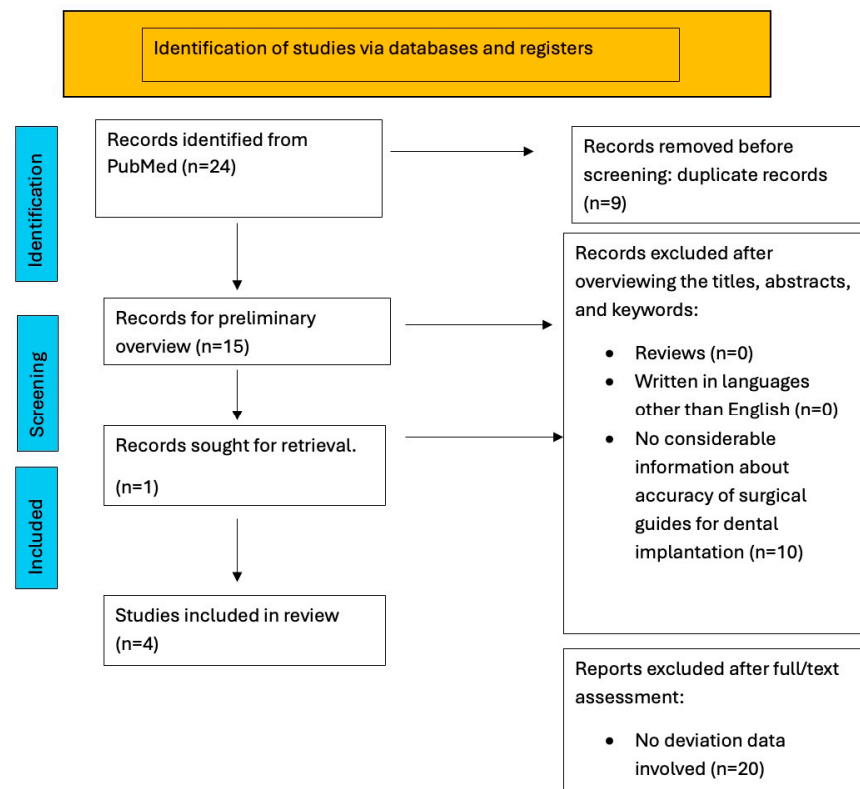 Identification of studies via databases and registers
Identification
Records identified from
PubMed (n=24)
Records removed before
screening: duplicate records
(n=9)
Screening
Records for preliminary
overview (n=15)
Records excluded after
overviewing the titles, abstracts,
and keywords:
• Reviews (n=0)
• Written in languages
other than English (n=0)
• No considerable
information about
accuracy of surgical
guides for dental
implantation (n=10)
Records sought for retrieval.
(n=1)
Included
Studies included in review
(n=4)
Reports excluded after full/text
assessment:
• No deviation data
involved (n=20)